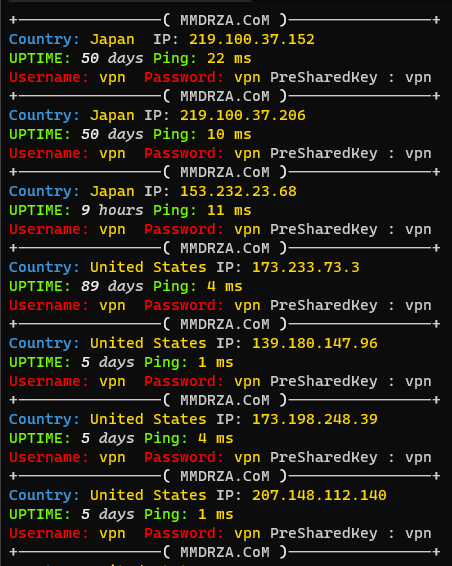 ( MMDRZA.CoM )
Country: Japan IP: 219.100.37.152
UPTIME: 50 days Ping: 22 ms
Username: vpn Password: vpn PreSharedKey : vpn
( MMDRZA.CoM )
Country: Japan IP: 219.100.37.206
UPTIME: 50 days Ping: 10 ms
Username: vpn Password: vpn PreSharedKey : vpn
( MMDRZA.CoM )
Country: Japan IP: 153.232.23.68
UPTIME: 9 hours Ping: 11 ms
Username: vpn Password: vpn PreSharedKey : vpn
( MMDRZA.CoM )
Country: United States IP: 173.233.73.3
UPTIME: 89 days Ping: 4 ms
Username: vpn Password: vpn PreSharedKey : vpn
( MMDRZA.CoM )
Country: United States IP: 139.180.147.96
UPTIME: 5 days Ping: 1 ms
Username: vpn Password: vpn PreSharedKey : vpn
( MMDRZA.CoM )
Country: United States IP: 173.198.248.39
UPTIME: 5 days Ping: 4 ms
Username: vpn Password: vpn PreSharedKey : vpn
( MMDRZA.CoM )
Country: United States IP: 207.148.112.140
UPTIME: 5 days Ping: 1 ms
Username: vpn Password: vpn PreSharedKey : vpn
( MMDRZA.CoM )